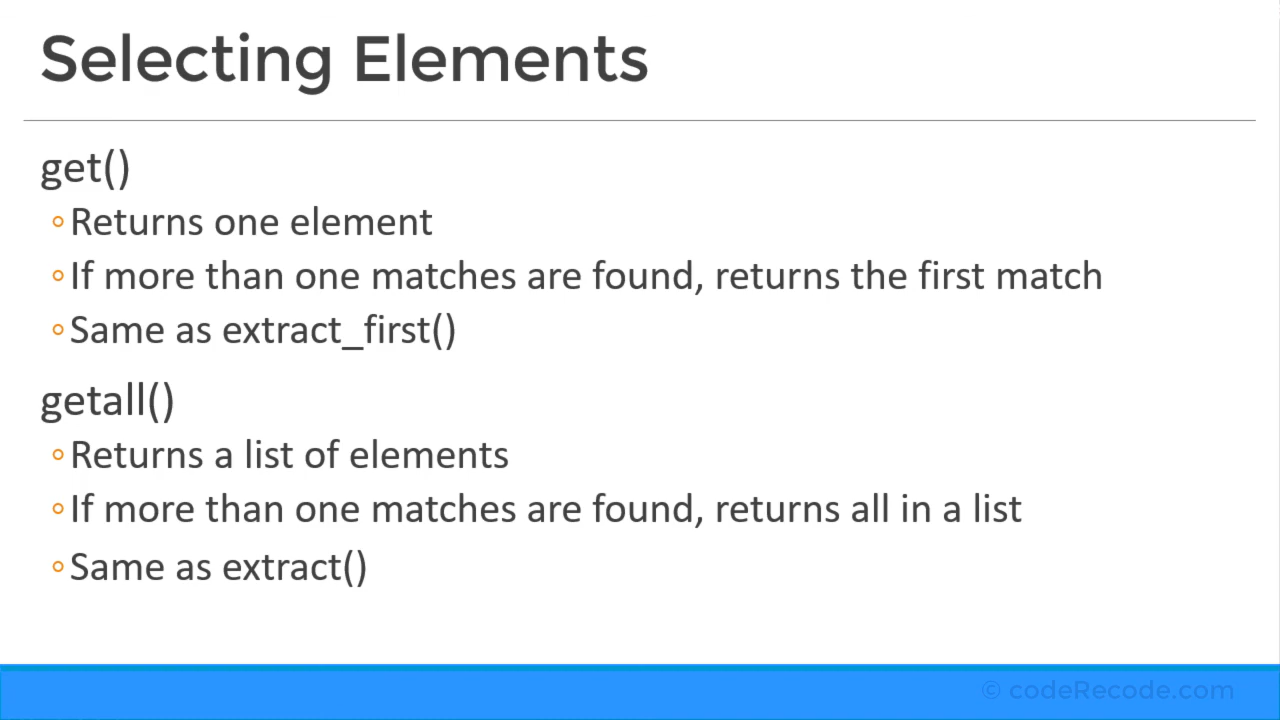 Selecting Elements
get()
◦Returns one element
◦If more than one matches are found, returns the first match
◦Same as extract_first()
getall()
◦Returns a list of elements
◦If more than one matches are found, returns all in a list
◦Same as extract()
© codeRecode.com